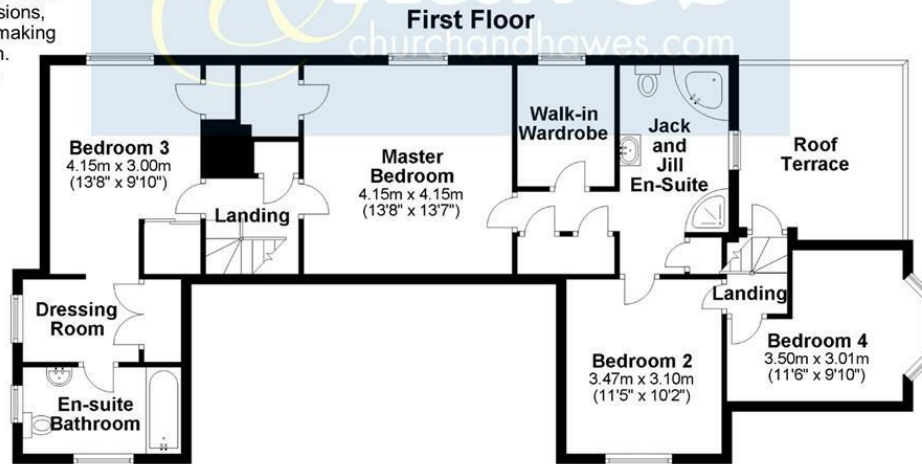 sions,
making
First Floor
churchandhawes.com
Bedroom 3
4.15m x 3.00m
(13'8" x 9'10")
Landing
Master
Bedroom
4.15m x 4.15m
(13'8" x 13'7")
Walk-in
Wardrobe
Jack
and
Jill
En-Suite
Roof
Terrace
Dressing
Room
En-suite
Bathroom
Bedroom 2
3.47m x 3.10m
(11'5" x 10'2")
Landing
Bedroom 4
3.50m x 3.01m
(11'6" x 9'10")